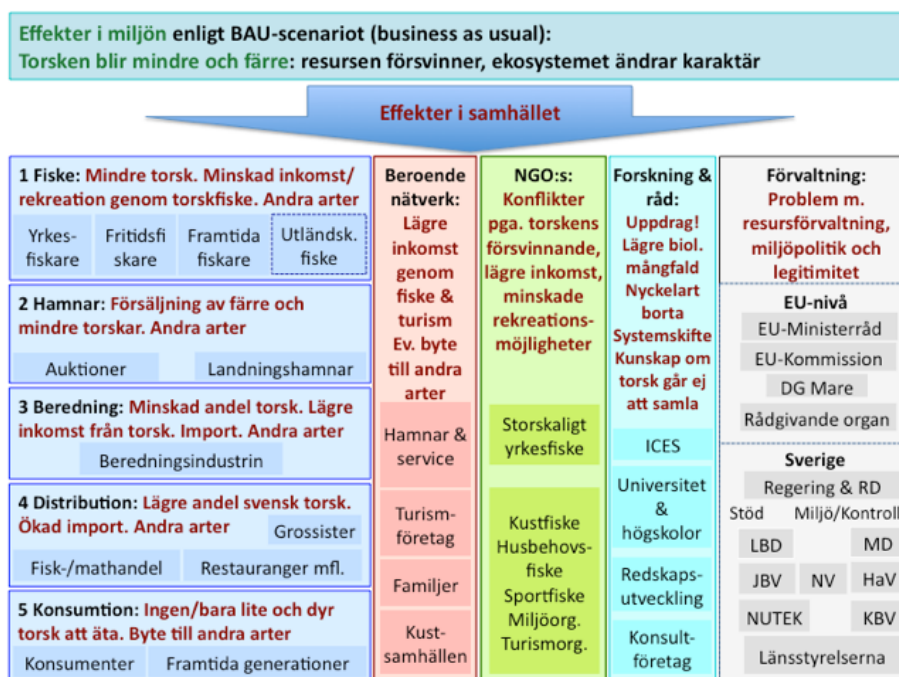 Effekter i miljön enligt BAU-scenariot (business as usual):
Torsken blir mindre och färre: resursen försvinner, ekosystemet ändrar karaktär
Effekter i samhället
1 Fiske: Mindre torsk. Minskad inkomst/
rekreation genom torskfiske. Andra arter
Yrkes-
fiskare
Fritidsfi
skare
Framtida
fiskare
Utländsk.
fiske
2 Hamnar: Försäljning av färre och
mindre torskar. Andra arter
Auktioner
Landningshamnar
3 Beredning: Minskad andel torsk. Lägre
inkomst från torsk. Import. Andra arter
Beredningsindustrin
4 Distribution: Lägre andel svensk torsk.
Ökad import. Andra arter
Grossister
Fisk-/mathandel
Restauranger mfl.
5 Konsumtion: Ingen/bara lite och dyr
torsk att äta. Byte till andra arter
Konsumenter
Framtida generationer
Beroende
nätverk:
Lägre
inkomst
genom
fiske &
turism
Ev. byte
till andra
arter
Hamnar &
service
Turism-
företag
Familjer
Kust-
samhällen
NGO:s:
Konflikter
pga. torskens
försvinnande,
lägre inkomst,
minskade
rekreations-
möjligheter
Storskaligt
yrkesfiske
Kustfiske
Husbehovs-
fiske
Sportfiske
Miljöorg.
Turismorg.
Forskning &
råd:
Uppdrag!
Lägre biol.
mångfald
Nyckelart
borta
Systemskifte
Kunskap om
torsk går ej
att samla
ICES
Universitet
&
högskolor
Redskaps-
utveckling
Konsult-
företag
Förvaltning:
Problem m.
resursförvaltning,
miljöpolitik och
legitimitet
EU-nivå
EU-Ministerråd
EU-Kommission
DG Mare
Rådgivande organ
Sverige
Regering & RD
Stöd
Miljö/Kontroll
LBD
MD
JBV
NV
HaV
NUTEK
KBV
Länsstyrelserna